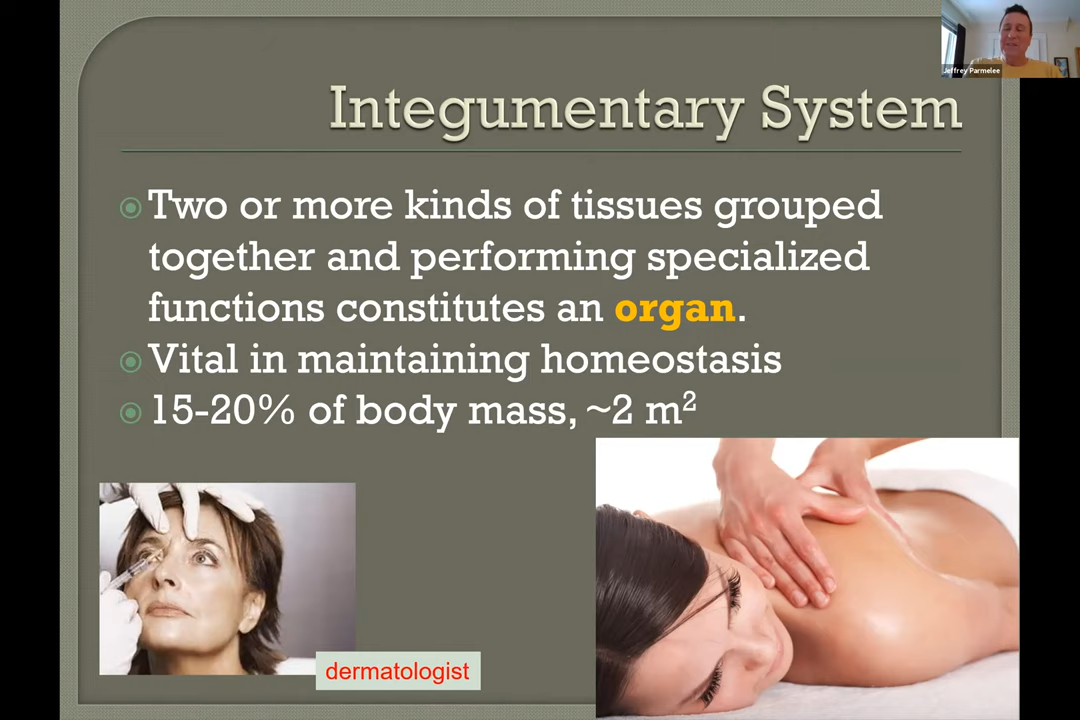 Jeffrey Parmelee
Integumentary System
Two or more kinds of tissues grouped
together and performing specialized
functions constitutes an organ.
Vital in maintaining homeostasis
15-20% of body mass, ~2 m²
dermatologist